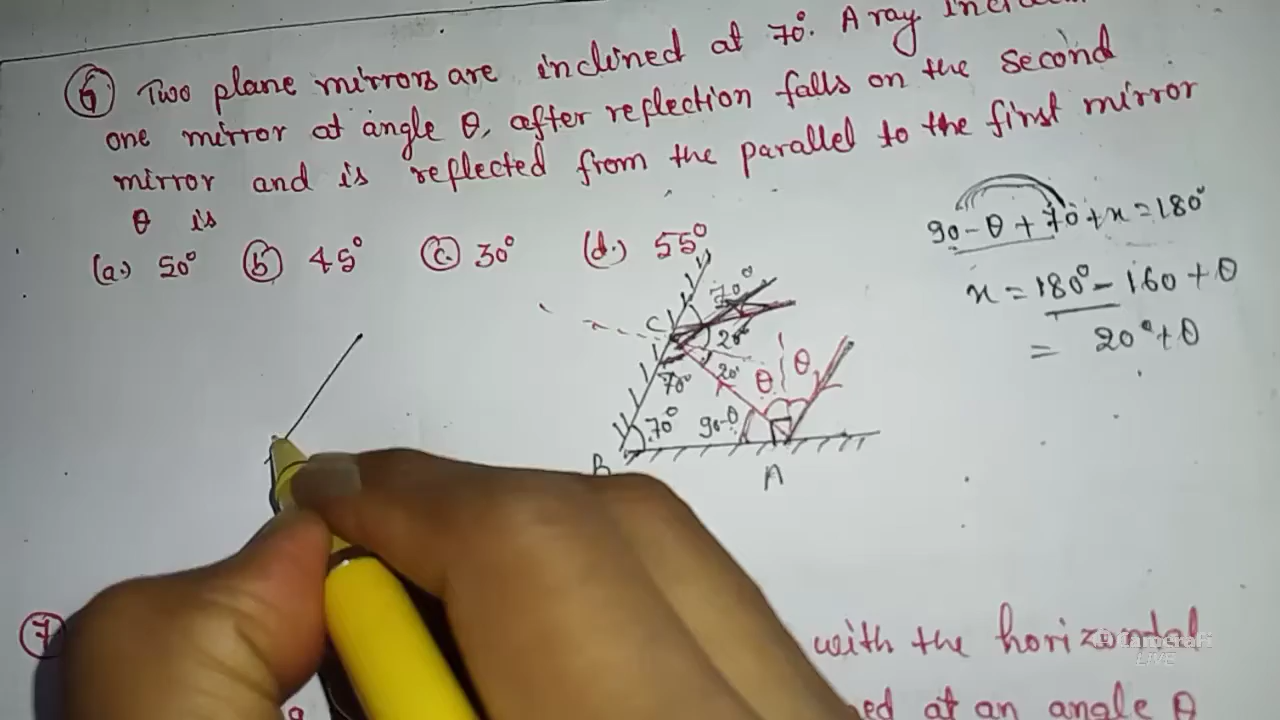 ⑥ Two plane mirrors are inclined at 70°. A ray
one mirror at angle θ, after reflection falls on the second
mirror and is reflected from the parallel to the first mirror
θ is
(a.) 50° (b) 45° (c.) 30° (d.) 55°
90-θ + 70 + x = 180°
x = 180° - 160 + θ
= 20° + θ
70°
C
20°
70° 20° θ θ
70° 90-θ
B
A
⑦ with the horizontal
at an angle θ
LIVE